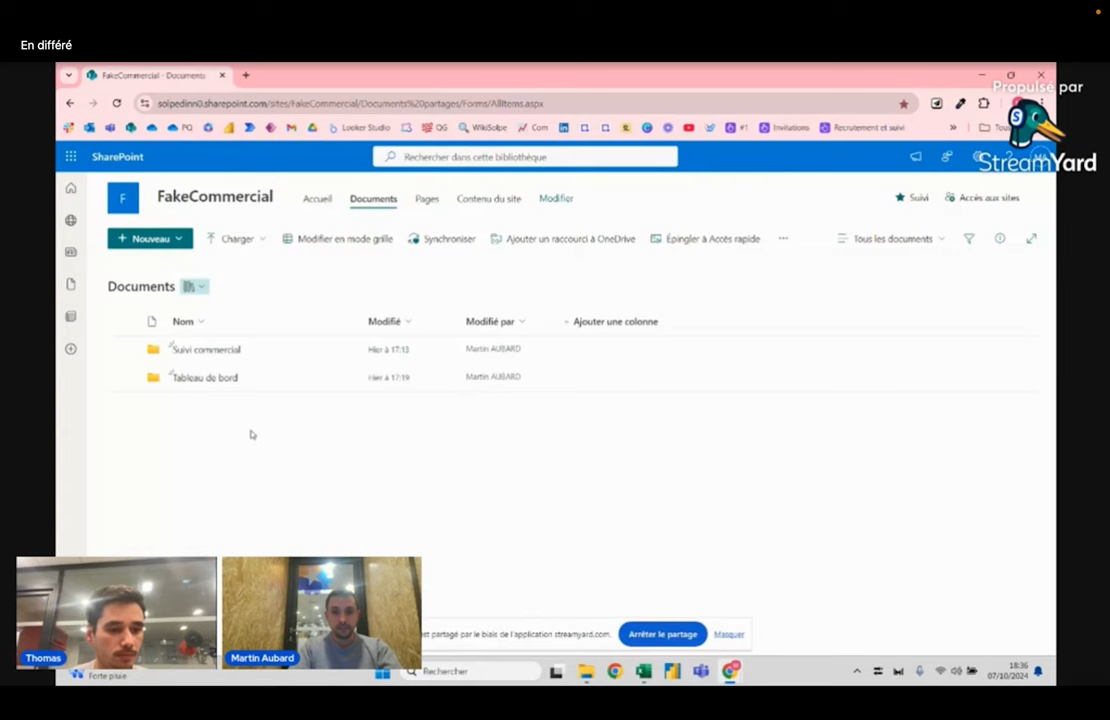 En différé
FakeCommercial - Documents
Propulsé par
solpedinn0.sharepoint.com/sites/FakeCommercial/Documents%20partages/Forms/AllItems.aspx
PQ
Looker Studio
OG
WikiSolpe
Com
#1
Invitations
Recrutement et suivi
»
StreamYard
SharePoint
Rechercher dans cette bibliothèque
F
FakeCommercial
Accueil
Documents
Pages
Contenu du site
Modifier
Suivi
Accès aux sites
+ Nouveau
Charger
Modifier en mode grille
Synchroniser
Ajouter un raccourci à OneDrive
Épingler à Accès rapide
...
Tous les documents
Documents
Nom
Modifié
Modifié par
+ Ajouter une colonne
Suivi commercial
Hier à 17:13
Martin AUBARD
Tableau de bord
Hier à 17:19
Martin AUBARD
est partagé par le biais de l'application streamyard.com.
Arrêter le partage
Masquer
Thomas
Martin Aubard
Forte pluie
Rechercher
18:36
07/10/2024